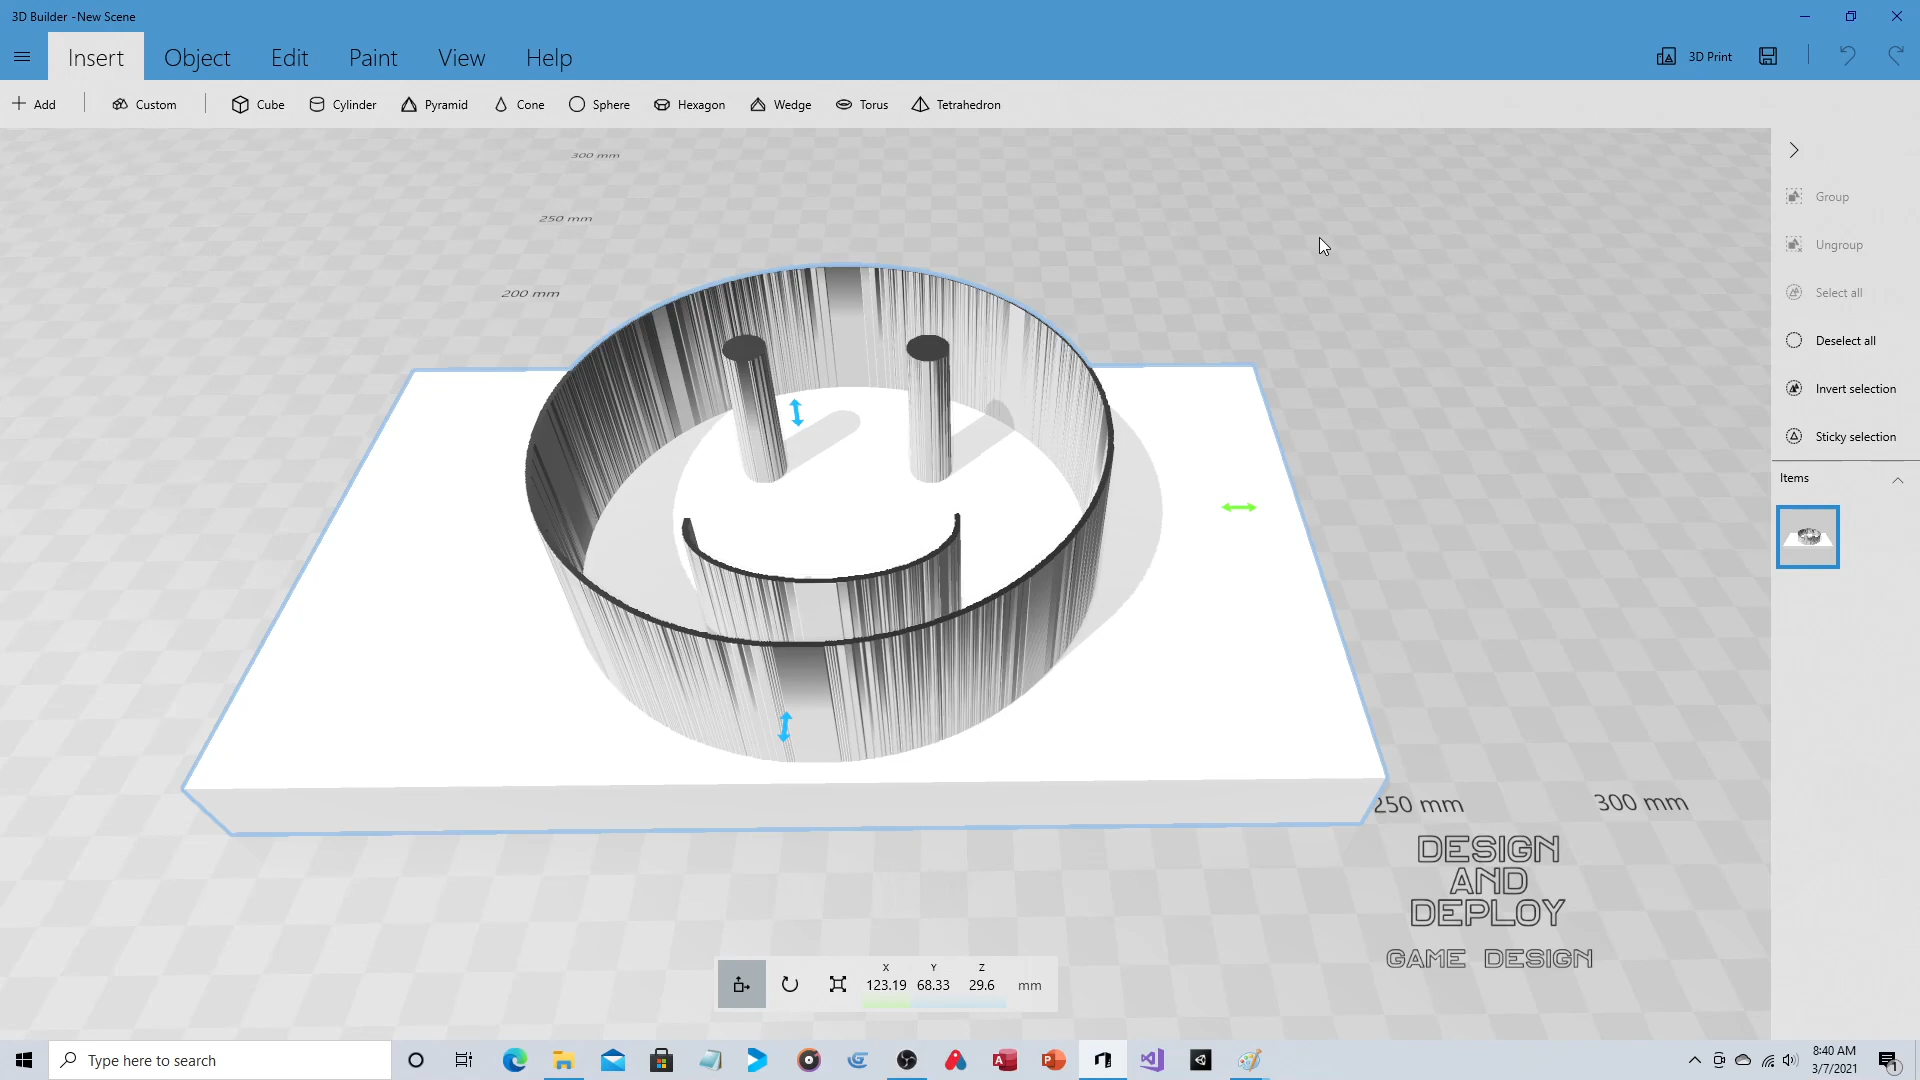 3D Builder -New Scene
Insert Object Edit Paint View Help
3D Print
Add Custom Cube Cylinder Pyramid Cone Sphere Hexagon Wedge Torus Tetrahedron
300 mm
250 mm
200 mm
Group
Ungroup
Select all
Deselect all
Invert selection
Sticky selection
Items
250 mm 300 mm
DESIGN
AND
DEPLOY
GAME DESIGN
X Y Z
123.19 68.33 29.6 mm
Type here to search
8:40 AM
3/7/2021
1